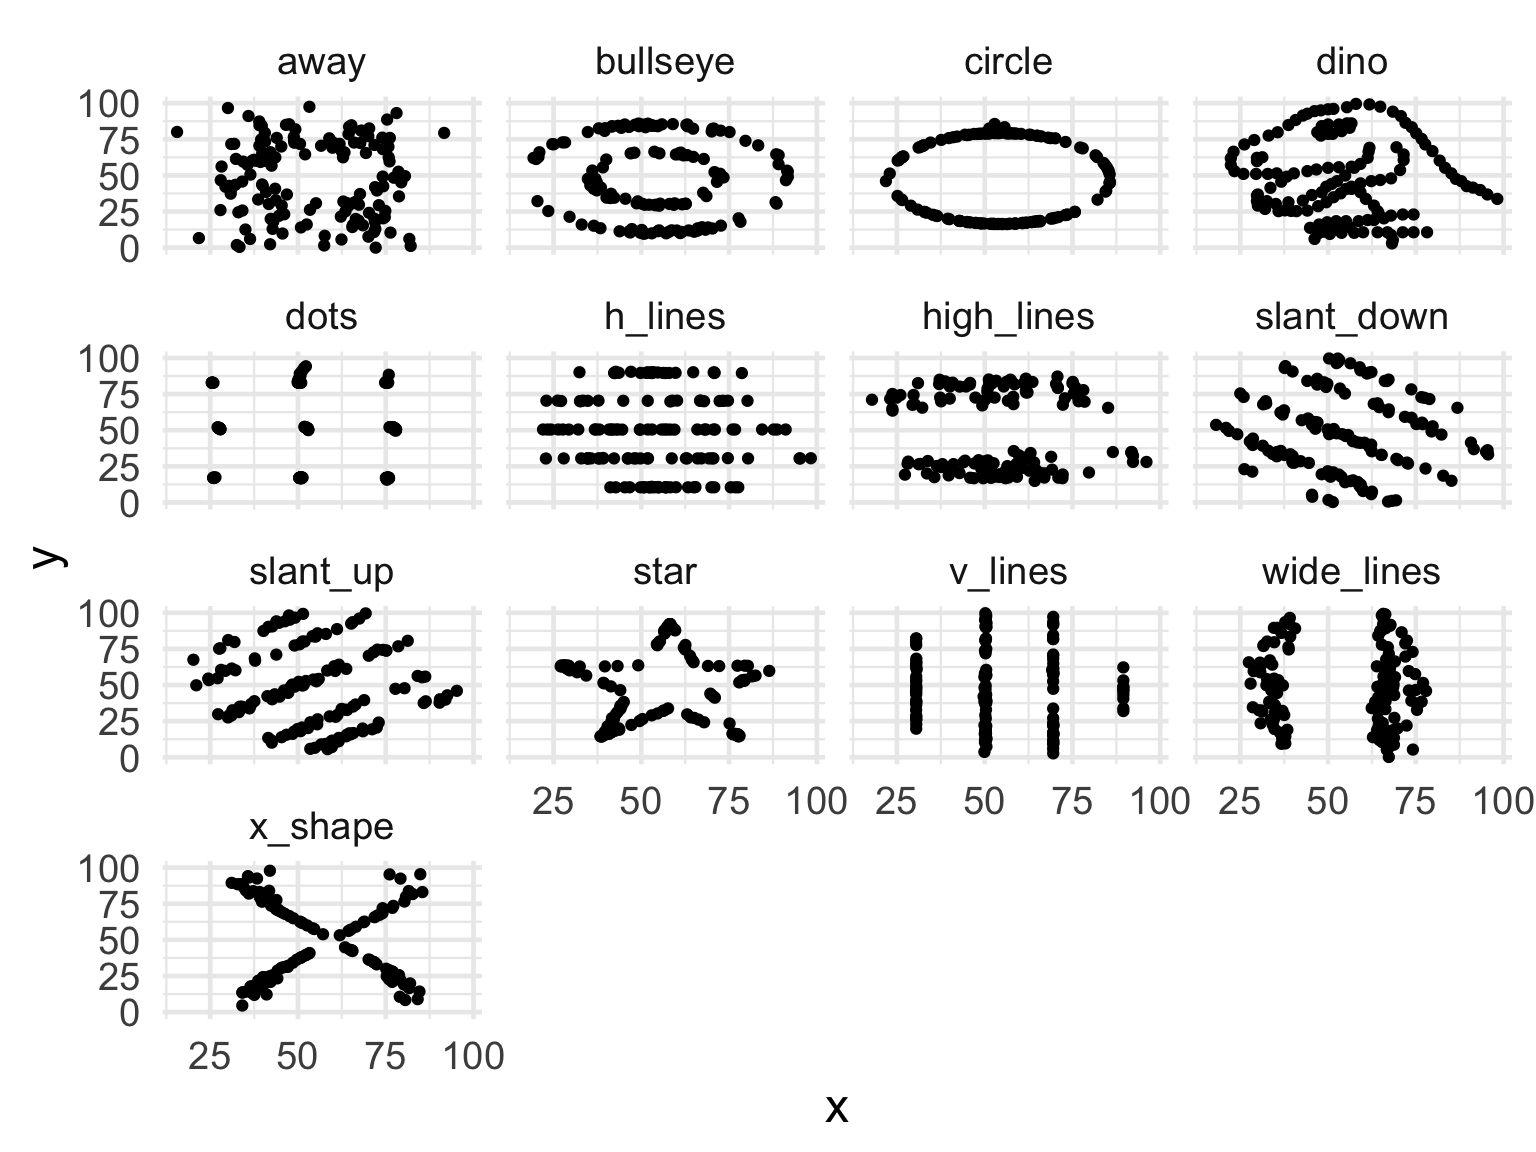 away bullseye circle dino
100
75
50
25
0
dots h_lines high_lines slant_down
100
75
50
25
0
slant_up star v_lines wide_lines
100
75
50
25
0
25 50 75 100 25 50 75 100 25 50 75 100
x_shape
100
75
50
25
0
25 50 75 100
x
y